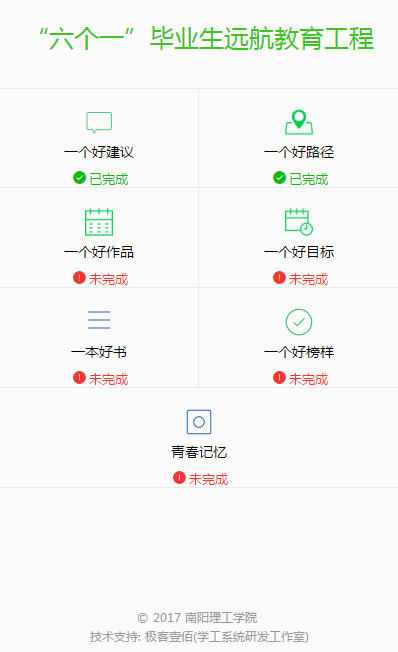 “六个一”毕业生远航教育工程
一个好建议
一个好路径
已完成
已完成
一个好作品
一个好目标
未完成
未完成
一本好书
一个好榜样
未完成
未完成
青春记忆
未完成
© 2017 南阳理工学院
技术支持: 极客壹佰(学工系统研发工作室)